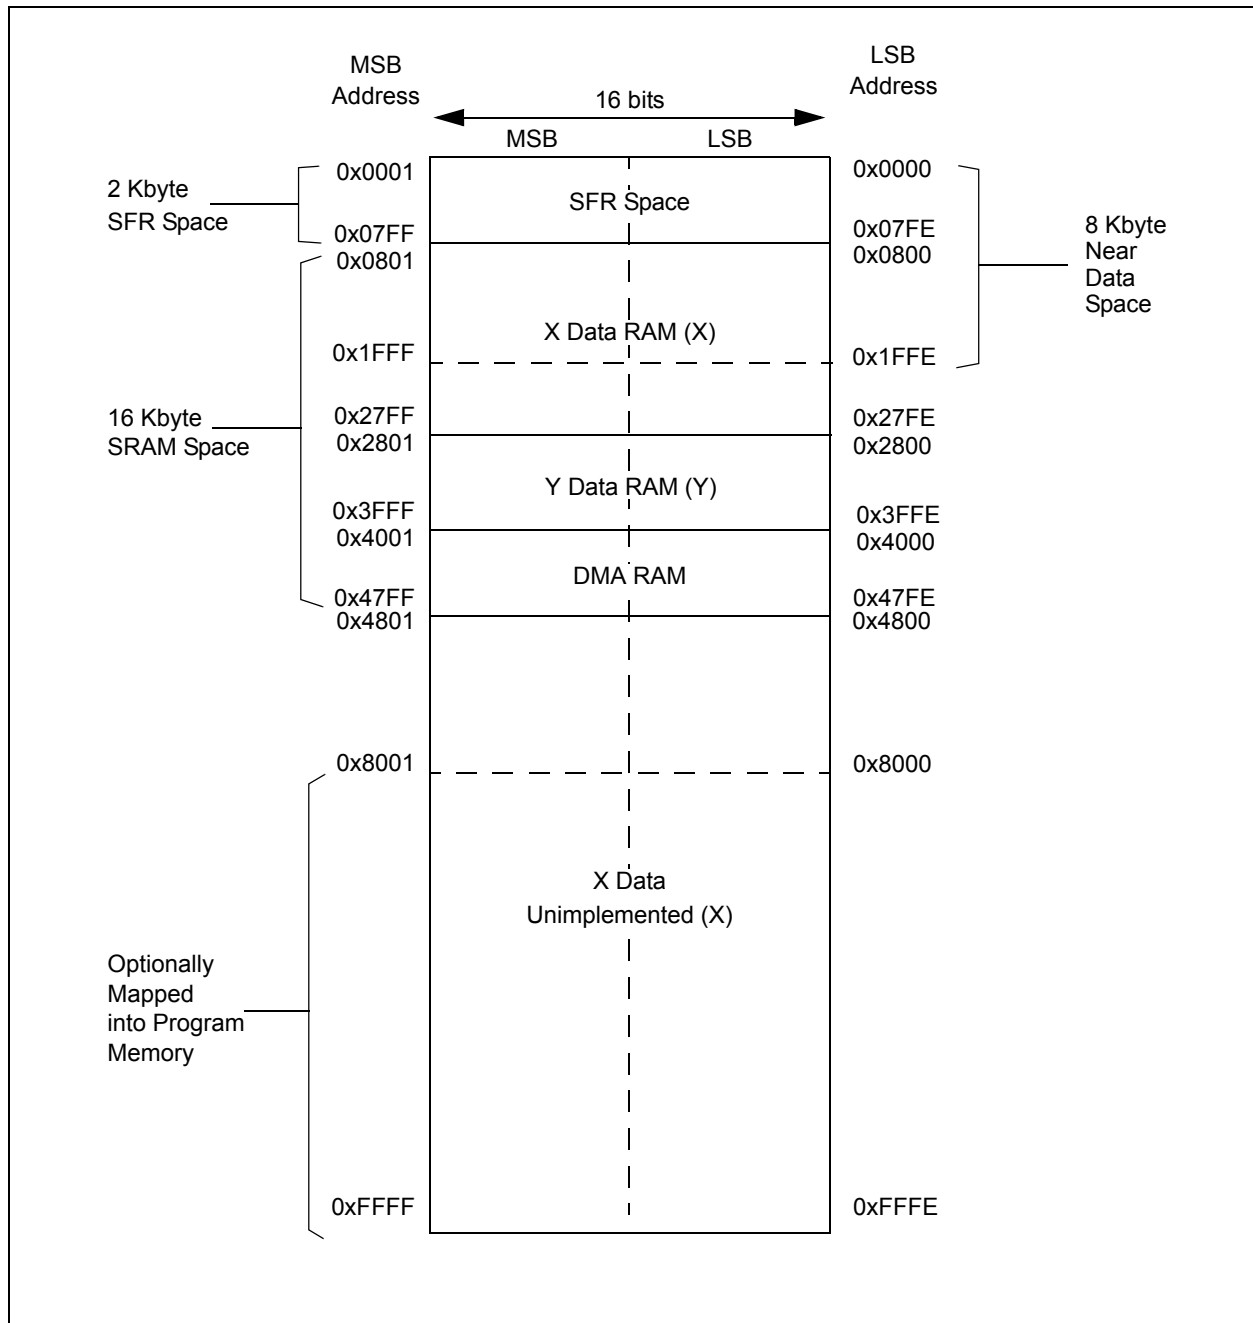 MSB
Address
LSB
Address
16 bits
MSB
LSB
2 Kbyte
SFR Space
0x0001
0x0000
SFR Space
0x07FF
0x07FE
0x0801
0x0800
8 Kbyte
Near
Data
Space
X Data RAM (X)
0x1FFF
0x1FFE
16 Kbyte
SRAM Space
0x27FF
0x27FE
0x2801
0x2800
Y Data RAM (Y)
0x3FFF
0x3FFE
0x4001
0x4000
DMA RAM
0x47FF
0x47FE
0x4801
0x4800
0x8001
0x8000
X Data
Unimplemented (X)
Optionally
Mapped
into Program
Memory
0xFFFF
0xFFFE